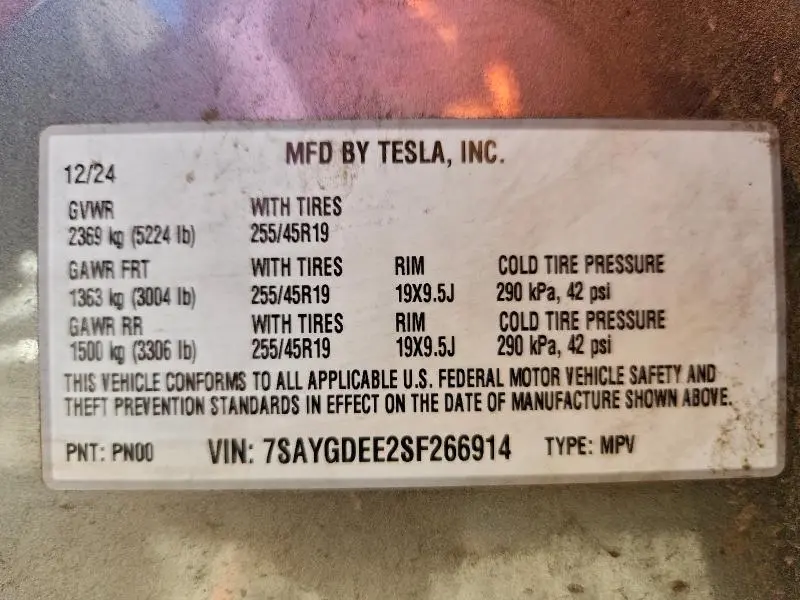 MFD BY TESLA, INC.
12/24
GVWR WITH TIRES
2369 kg (5224 lb) 255/45R19
GAWR FRT WITH TIRES RIM COLD TIRE PRESSURE
1363 kg (3004 lb) 255/45R19 19X9.5J 290 kPa, 42 psi
GAWR RR WITH TIRES RIM COLD TIRE PRESSURE
1500 kg (3306 lb) 255/45R19 19X9.5J 290 kPa, 42 psi
THIS VEHICLE CONFORMS TO ALL APPLICABLE U.S. FEDERAL MOTOR VEHICLE SAFETY AND
THEFT PREVENTION STANDARDS IN EFFECT ON THE DATE OF MANUFACTURE SHOWN ABOVE.
PNT: PN00 VIN: 7SAYGDEE2SF266914 TYPE: MPV